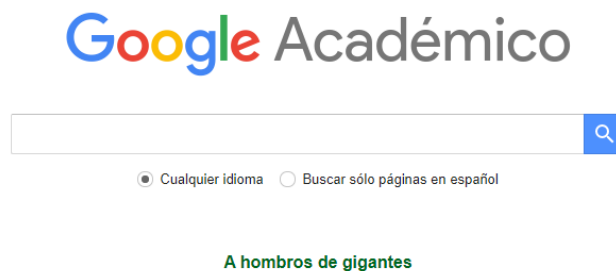 Google Académico
Cualquier idioma Buscar sólo páginas en español
A hombros de gigantes